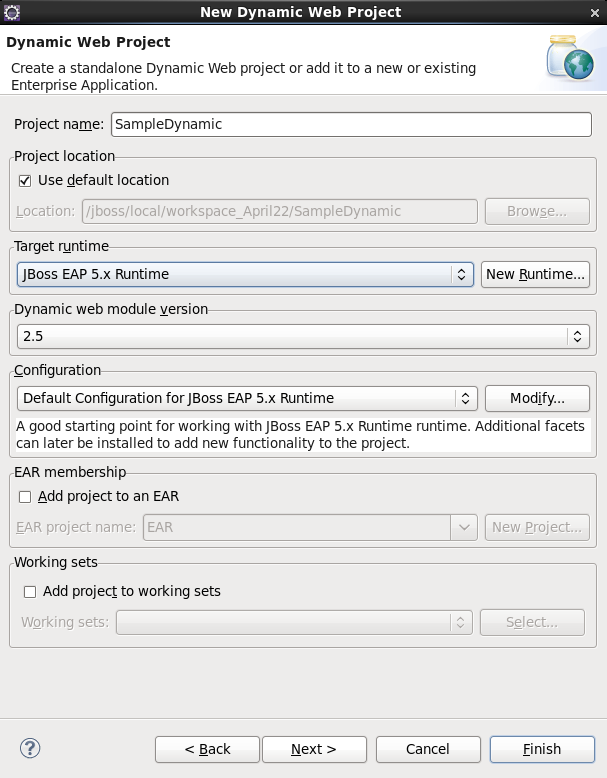 New Dynamic Web Project
Dynamic Web Project
Create a standalone Dynamic Web project or add it to a new or existing
Enterprise Application.
Project name: SampleDynamic
Project location
Use default location
Location: /jboss/local/workspace_April22/SampleDynamic Browse...
Target runtime
JBoss EAP 5.x Runtime New Runtime...
Dynamic web module version
2.5
Configuration
Default Configuration for JBoss EAP 5.x Runtime Modify...
A good starting point for working with JBoss EAP 5.x Runtime runtime. Additional facets
can later be installed to add new functionality to the project.
EAR membership
Add project to an EAR
EAR project name: EAR New Project...
Working sets
Add project to working sets
Working sets: Select...
? < Back Next > Cancel Finish